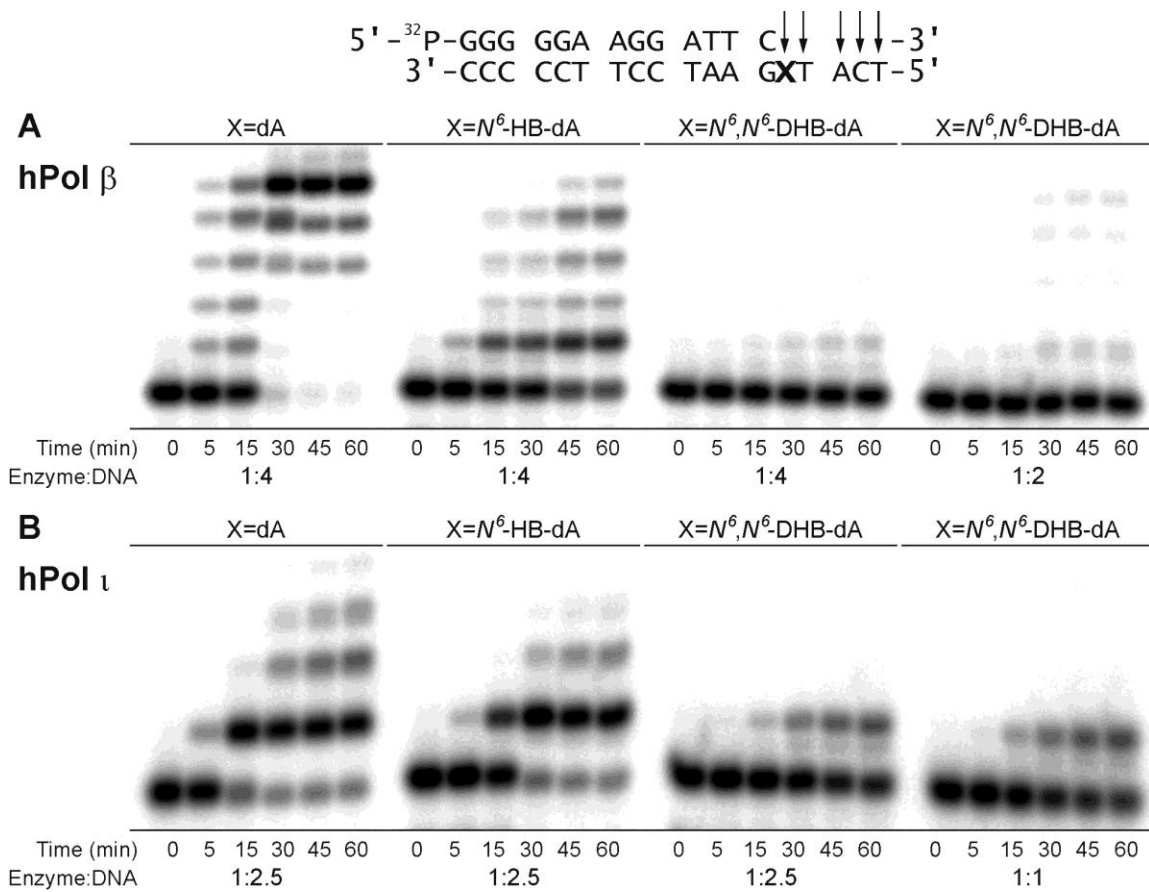 5'-³²P-GGG GGA AGG ATTC -3'
3'-CCC CCT TCC TAAGXT ACT-5'
A
X=dA X=N⁶-HB-dA X=N⁶,N⁶-DHB-dA X=N⁶,N⁶-DHB-dA
hPol β
Time (min) 0 5 15 30 45 60 0 5 15 30 45 60 0 5 15 30 45 60 0 5 15 30 45 60
Enzyme:DNA 1:4 1:4 1:4 1:2
B
X=dA X=N⁶-HB-dA X=N⁶,N⁶-DHB-dA X=N⁶,N⁶-DHB-dA
hPol ι
Time (min) 0 5 15 30 45 60 0 5 15 30 45 60 0 5 15 30 45 60 0 5 15 30 45 60
Enzyme:DNA 1:2.5 1:2.5 1:2.5 1:1